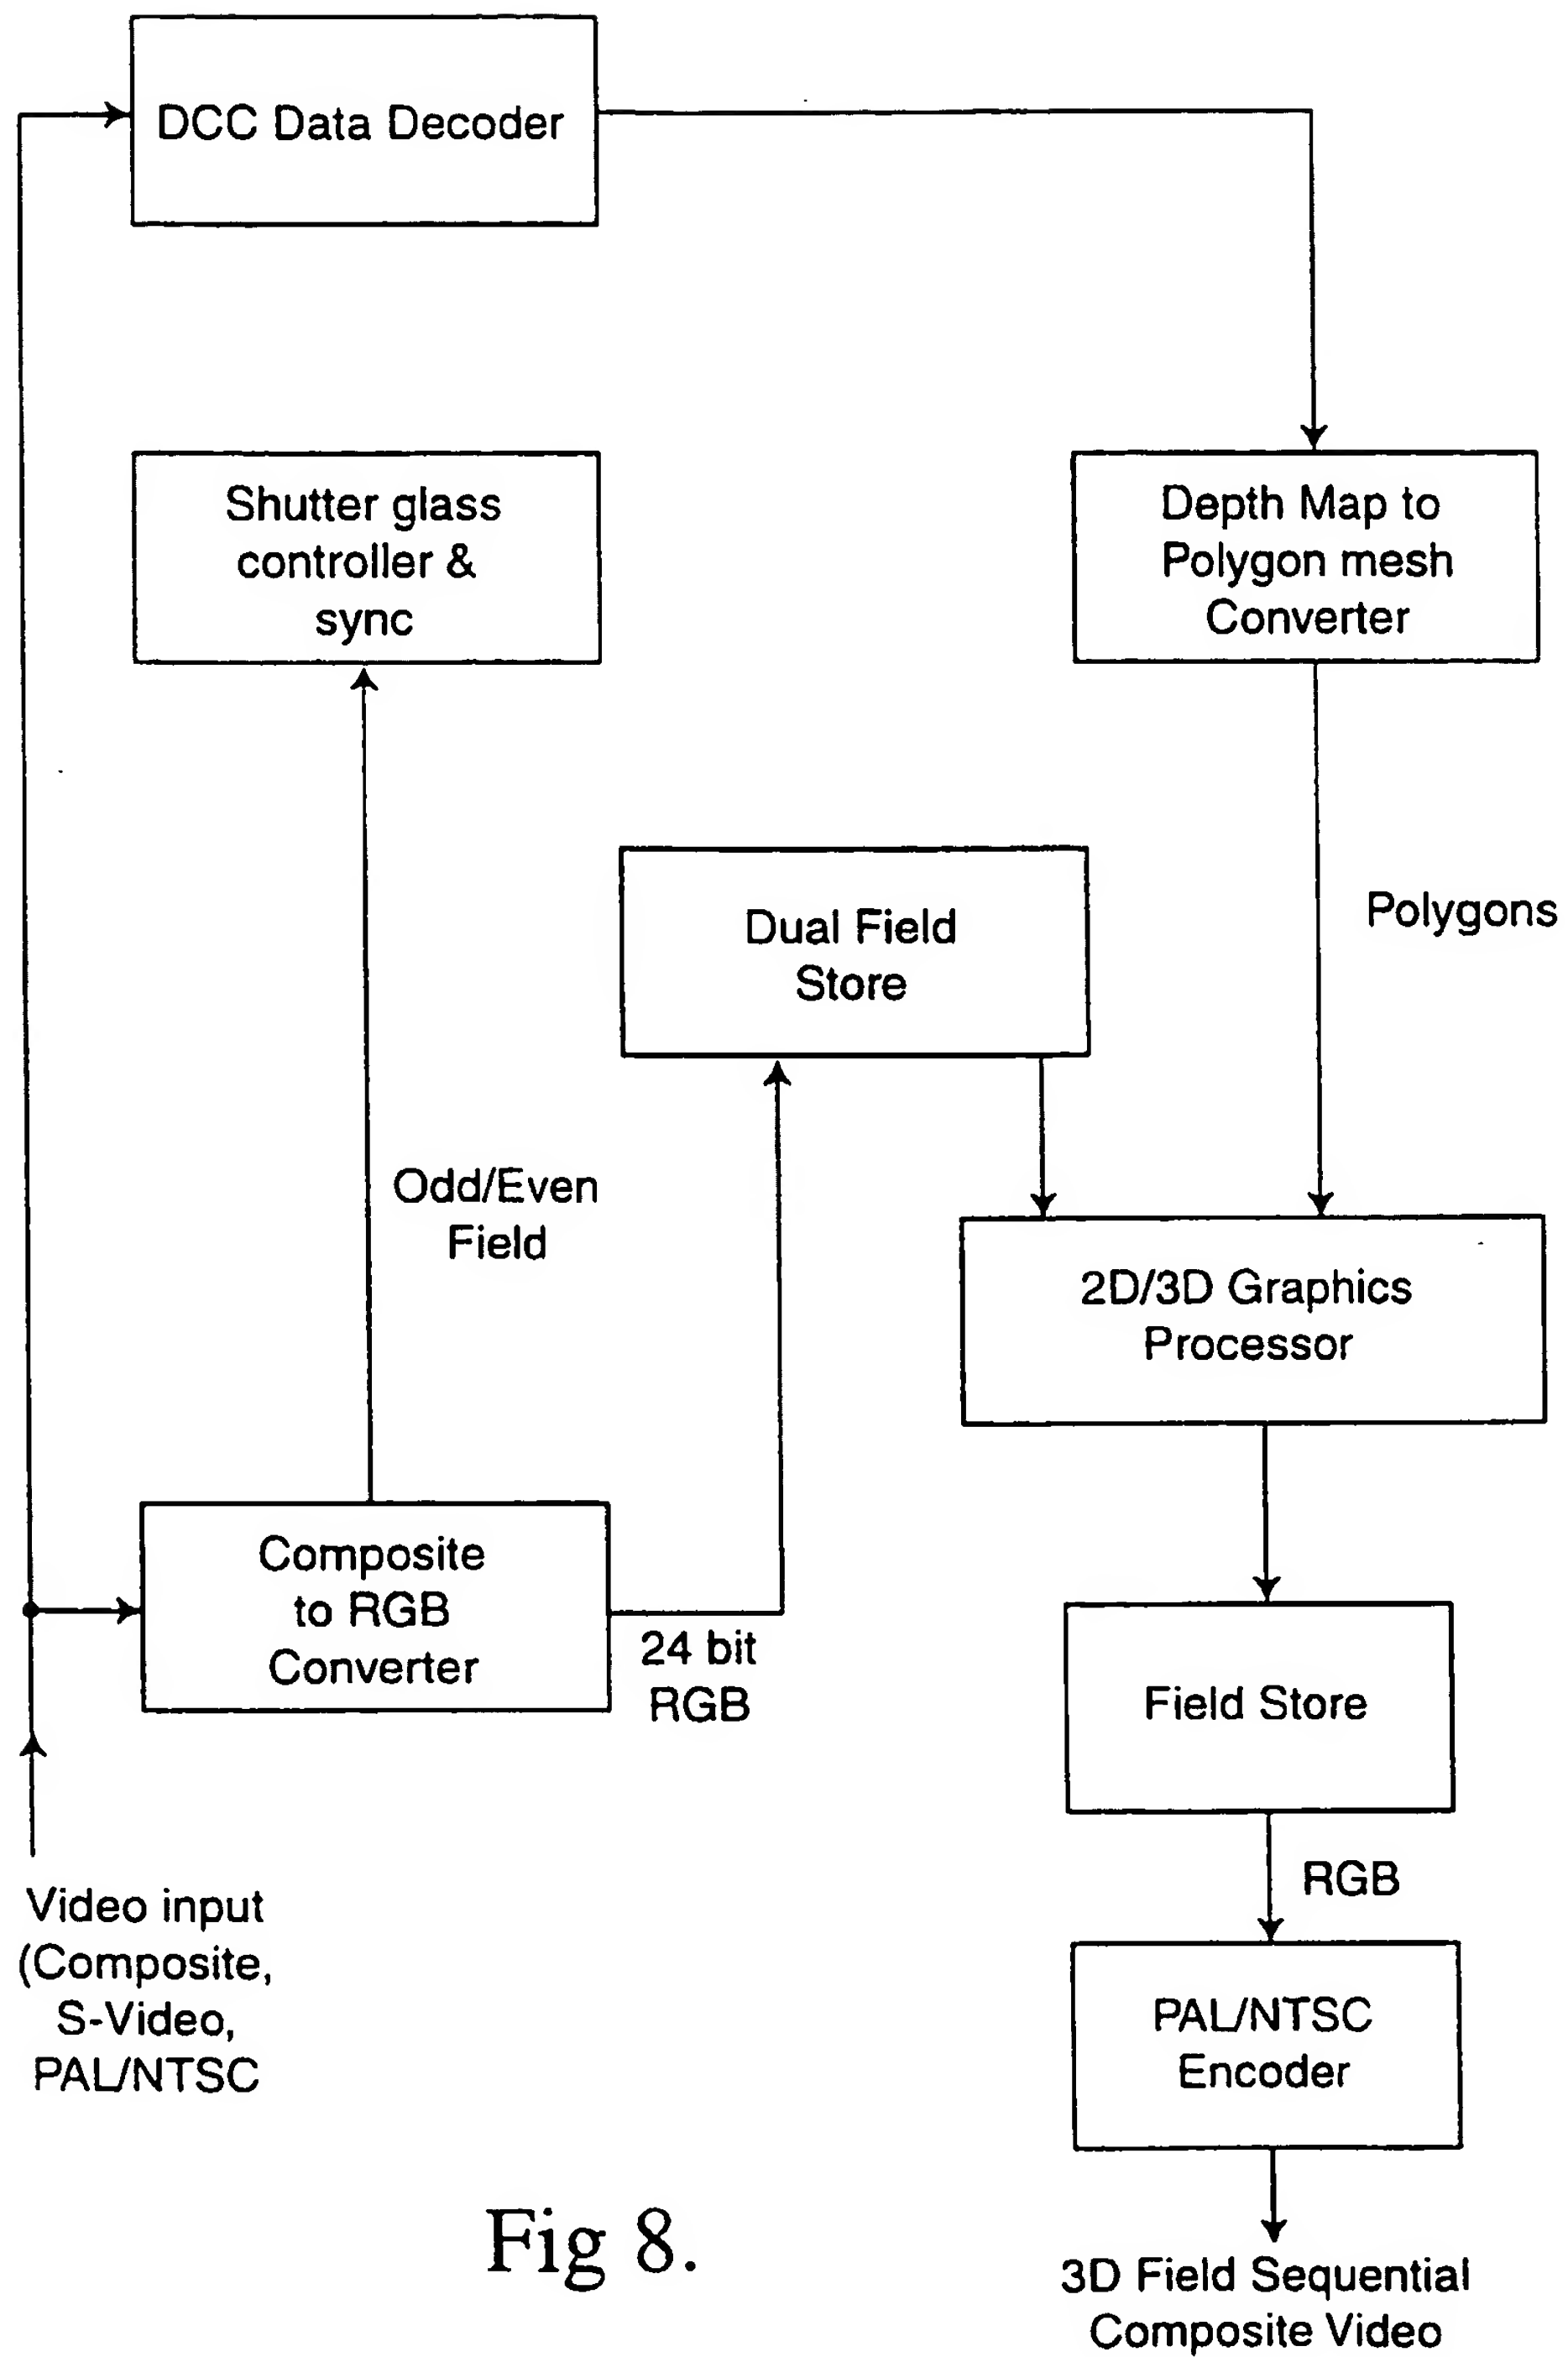 DCC Data Decoder
Shutter glass
controller &
sync
Depth Map to
Polygon mesh
Converter
Dual Field
Store
Polygons
Odd/Even
Field
2D/3D Graphics
Processor
Composite
to RGB
Converter
24 bit
RGB
Field Store
RGB
Video input
(Composite,
S-Video,
PAL/NTSC
PAL/NTSC
Encoder
Fig 8.
3D Field Sequential
Composite Video